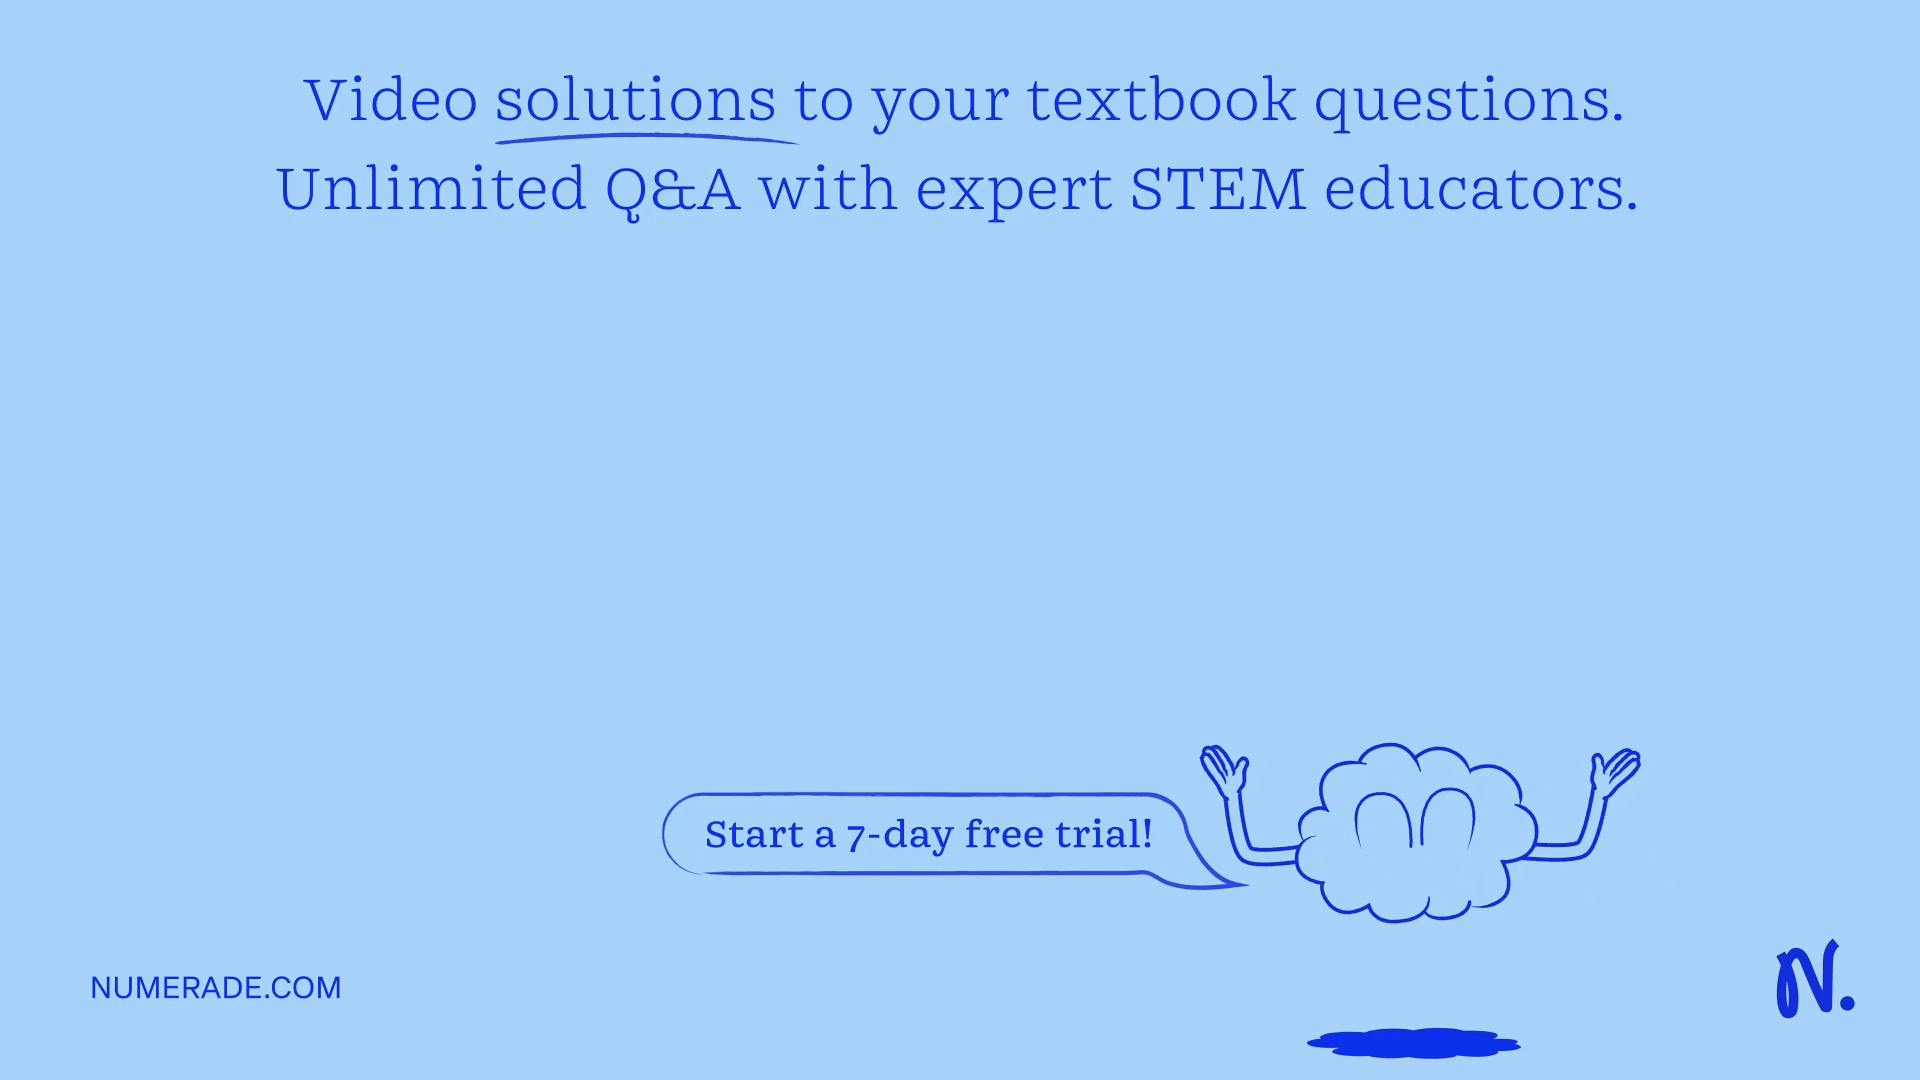 Video solutions to your textbook questions.
Unlimited Q&A with expert STEM educators.
Start a 7-day free trial!
NUMERADE.COM
N.